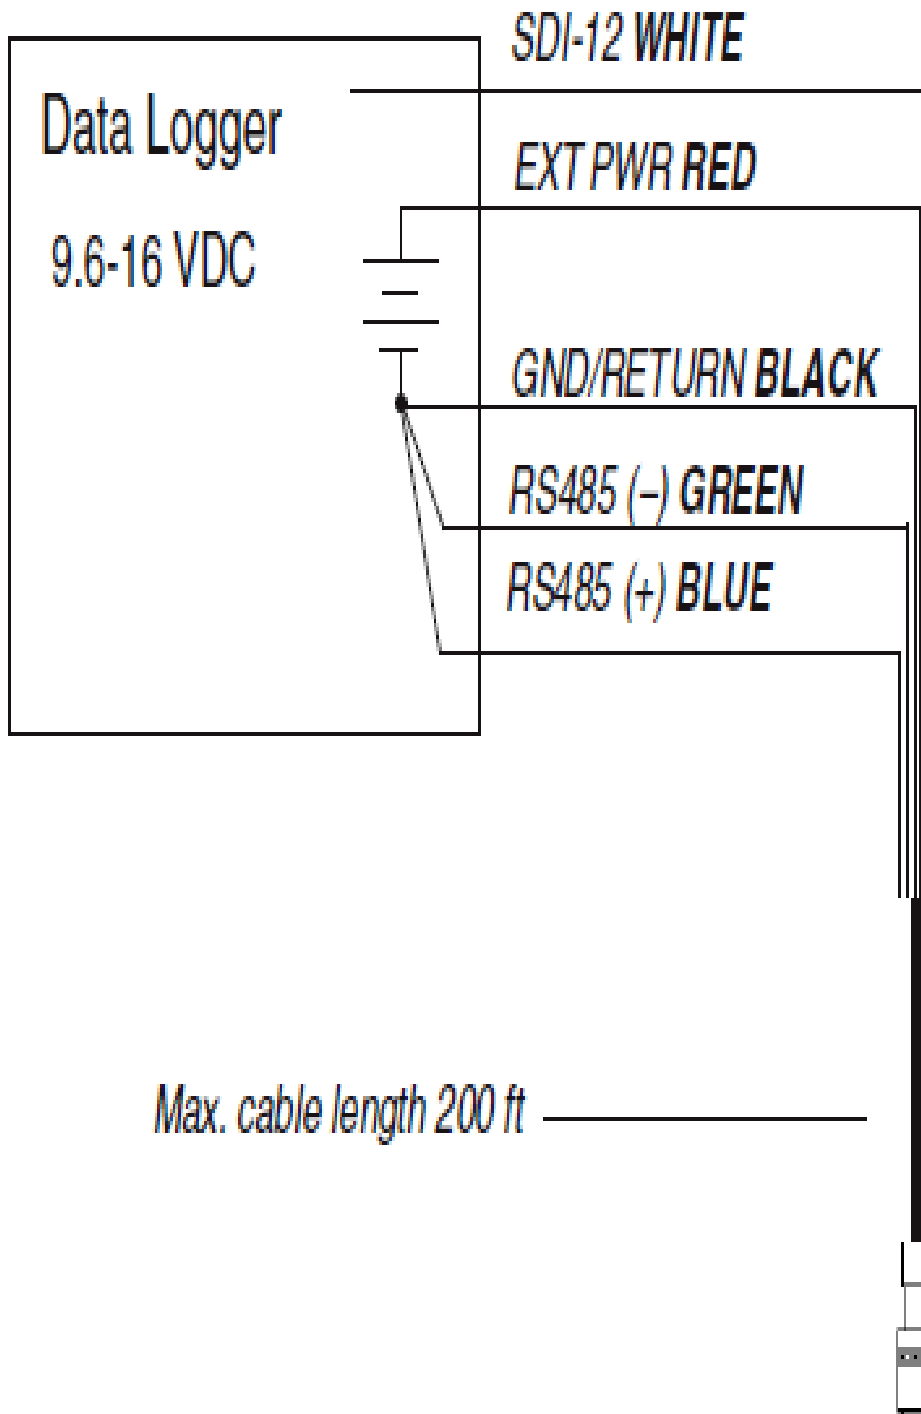 SDI-12 WHITE
Data Logger
EXT PWR RED
9.6-16 VDC
GND/RETURN BLACK
RS485 (–) GREEN
RS485 (+) BLUE
Max. cable length 200 ft